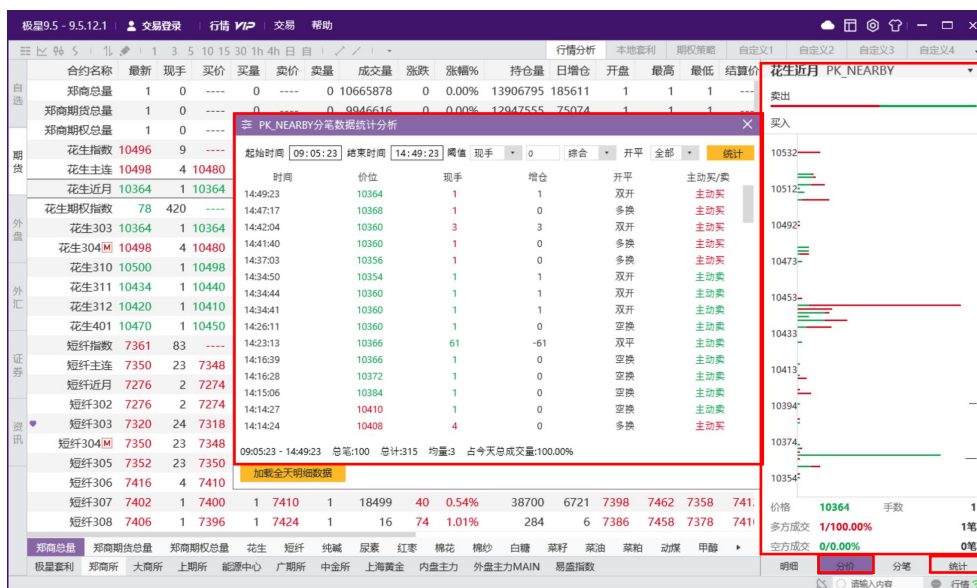 极星9.5 - 9.5.12.1 交易登录 行情 VIP 交易 帮助
1 3 5 10 15 30 1h 4h 日 自 行情分析 本地套利 期权策略 自定义1 自定义2 自定义3 自定义4
合约名称 最新 现手 买价 买量 卖价 卖量 成交量 涨跌 涨幅% 持仓量 日增仓 开盘 最高 最低 结算价
郑商总量 1 0 ---- 0 ---- 0 10665878 0 0.00% 13906795 185611 1 1 1
郑商期货总量 1 0 ---- 0 ---- 0 9946616 0 0.00% 12947555 75074 1 1 1
郑商期权总量 1 0 ----
花生指数 10496 9 ----
花生主连 10498 4 10480
花生近月 10364 1 10364
花生期权指数 78 420 ----
花生303 10364 1 10364
花生304 M 10498 4 10480
花生310 10500 1 10498
花生311 10434 1 10440
花生312 10420 1 10410
花生401 10470 1 10450
短纤指数 7361 83 ----
短纤主连 7350 23 7348
短纤近月 7276 2 7274
短纤302 7276 2 7274
短纤303 7320 24 7318
短纤304 M 7350 23 7348
短纤305 7352 23 7350
短纤306 7416 4 7410
短纤307 7402 1 7400 1 7410 1 18499 40 0.54% 38700 6721 7398 7462 7358
短纤308 7406 1 7396 1 7424 1 16 74 1.01% 284 6 7386 7458 7378
自选
期货
外盘
外汇
证券
资讯
PK_NEARBY分笔数据统计分析
起始时间 09:05:23 结束时间 14:49:23 阈值 现手 0 综合 开平 全部 统计
时间 价位 现手 增仓 开平 主动买/卖
14:49:23 10364 1 1 双开 主动买
14:47:17 10368 1 0 多换 主动买
14:42:04 10360 3 3 双开 主动买
14:41:40 10360 1 0 多换 主动买
14:37:03 10356 1 0 多换 主动买
14:34:50 10354 1 1 双开 主动卖
14:34:44 10360 1 1 双开 主动卖
14:34:41 10360 1 1 双开 主动卖
14:26:11 10360 1 0 空换 主动卖
14:23:13 10366 61 -61 双平 主动卖
14:16:39 10366 1 0 空换 主动卖
14:16:28 10372 1 0 空换 主动卖
14:15:06 10384 1 0 空换 主动卖
14:14:27 10410 1 0 空换 主动卖
14:14:24 10408 4 0 多换 主动买
09:05:23 - 14:49:23 总笔:100 总计:315 均量:3 占今天总成交量:100.00%
加载全天明细数据
花生近月 PK_NEARBY
卖出
买入
10532
10512
10492
10473
10453
10433
10413
10394
10374
10354
价格 10364 手数 1
多方成交 1/100.00% 1笔
空方成交 0/0.00% 0笔
明细 分价 分笔 统计
郑商总量 郑商期货总量 郑商期权总量 花生 短纤 纯碱 尿素 红枣 棉花 棉纱 白糖 菜籽 菜油 菜粕 动煤 甲醇
极星套利 郑商所 大商所 上期所 能源中心 广期所 中金所 上海黄金 内盘主力 外盘主力MAIN 易盛指数
请输入内容 行情